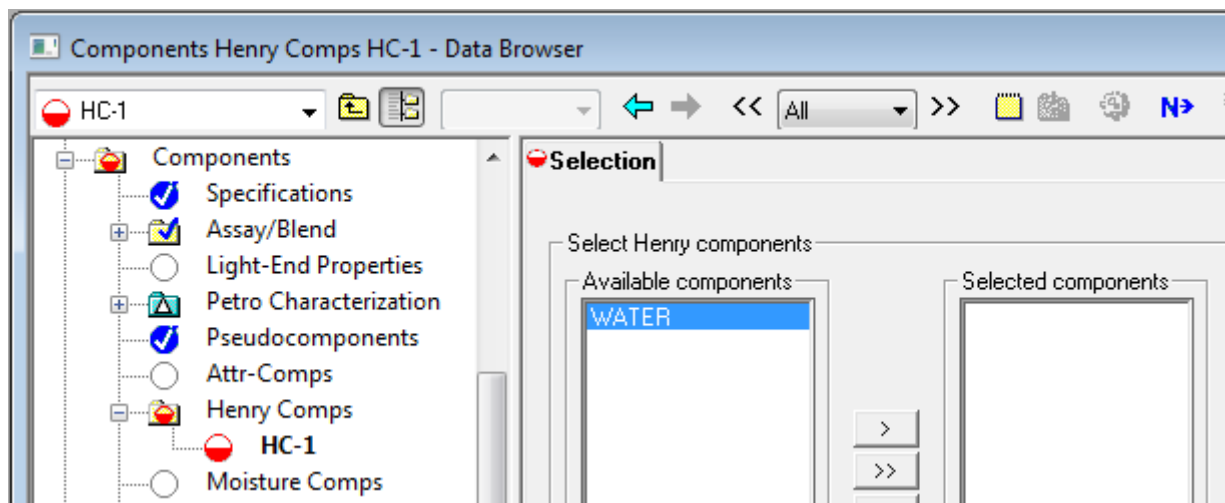 Components Henry Comps HC-1 - Data Browser
HC-1
<<
All
>>
N
Components
Specifications
Assay/Blend
Light-End Properties
Petro Characterization
Pseudocomponents
Attr-Comps
Henry Comps
HC-1
Moisture Comps
Selection
Select Henry components
Available components
WATER
>
>>
Selected components